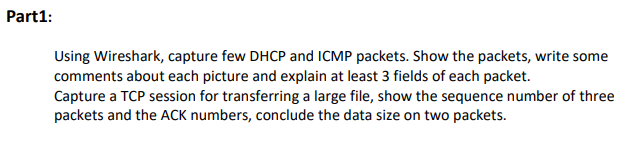 Part1:
Using Wireshark, capture few DHCP and ICMP packets. Show the packets, write some
comments about each picture and explain at least 3 fields of each packet.
Capture a TCP session for transferring a large file, show the sequence number of three
packets and the ACK numbers, conclude the data size on two packets.